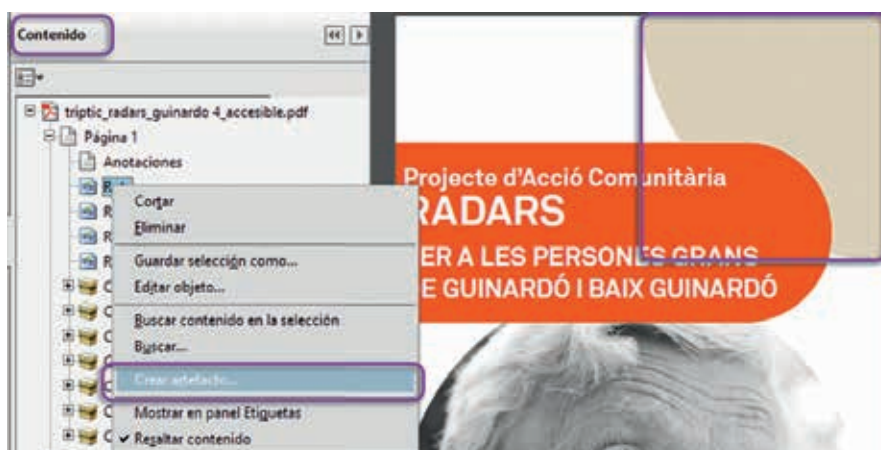 Contenido
triptic_radars_guinardo 4_accesible.pdf
Página 1
Anotaciones
Cortar
Eliminar
Guardar selección como...
Editar objeto...
Buscar contenido en la selección
Buscar...
Crear artefacto...
Mostrar en panel Etiquetas
Resaltar contenido
Projecte d'Acció Comunitària
RADARS
ER A LES PERSONES GRANS
E GUINARDÓ I BAIX GUINARDÓ